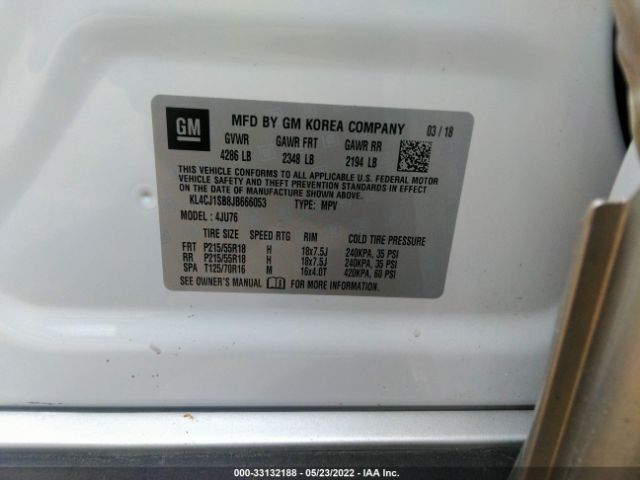 GM MFD BY GM KOREA COMPANY 03/18
GVWR GAWR FRT GAWR RR
4286 LB 2348 LB 2194 LB
THIS VEHICLE CONFORMS TO ALL APPLICABLE U.S. FEDERAL MOTOR
VEHICLE SAFETY AND THEFT PREVENTION STANDARDS IN EFFECT
ON THE DATE OF MANUFACTURE SHOWN ABOVE.
KL4CJ1SB8JB666053 TYPE: MPV
MODEL: 4JU76
TIRE SIZE SPEED RTG RIM COLD TIRE PRESSURE
FRT P215/55R18 H 18x7.5J 240KPA, 35 PSI
RR P215/55R18 H 18x7.5J 240KPA, 35 PSI
SPA T125/70R16 M 16x4.0T 420KPA, 60 PSI
SEE OWNER'S MANUAL FOR MORE INFORMATION.
000-33132188 - 05/23/2022 - IAA Inc.